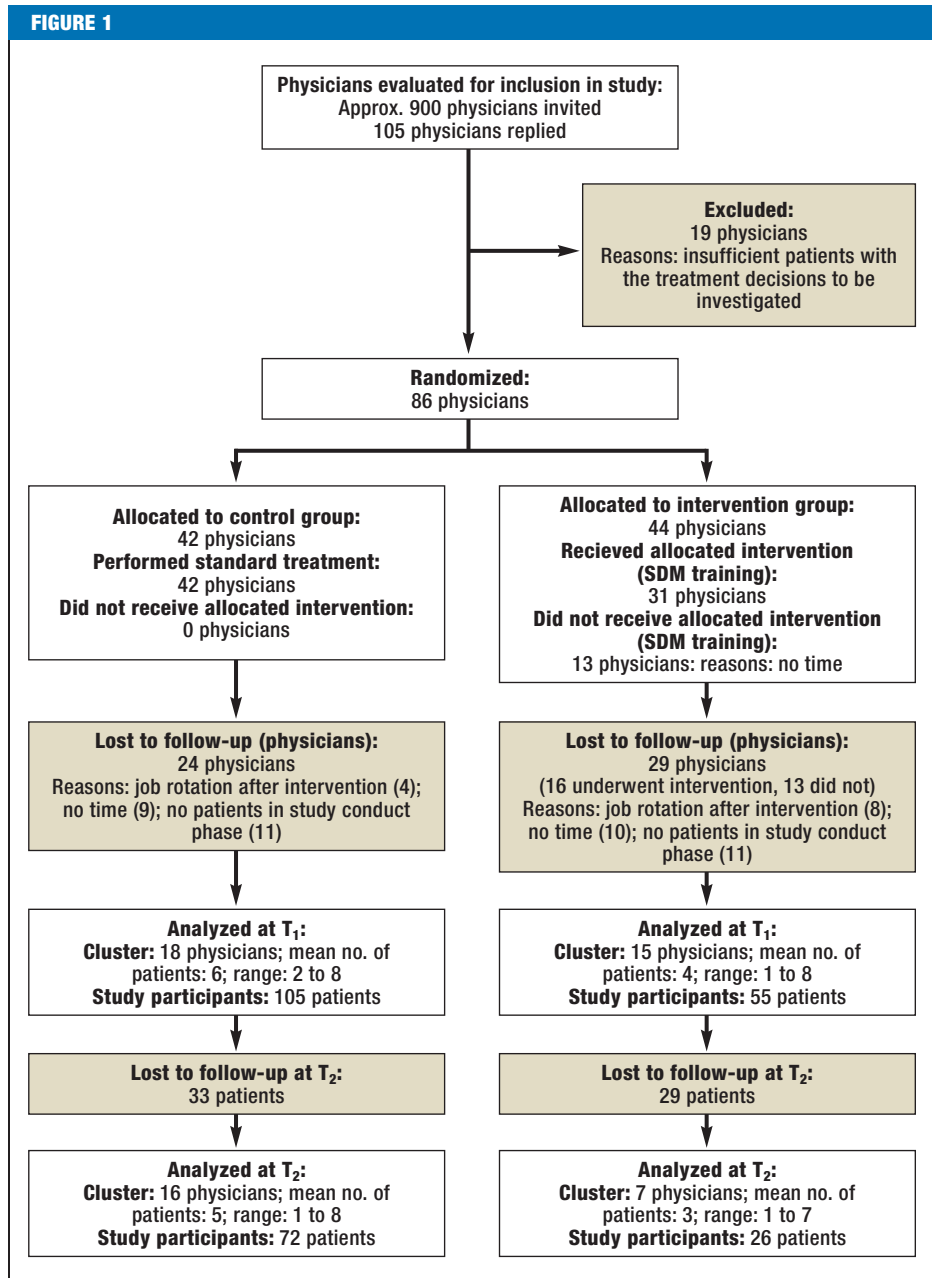 FIGURE 1
Physicians evaluated for inclusion in study:
Approx. 900 physicians invited
105 physicians replied
Excluded:
19 physicians
Reasons: insufficient patients with
the treatment decisions to be
investigated
Randomized:
86 physicians
Allocated to control group:
42 physicians
Performed standard treatment:
42 physicians
Did not receive allocated intervention:
0 physicians
Allocated to intervention group:
44 physicians
Recieved allocated intervention
(SDM training):
31 physicians
Did not receive allocated intervention
(SDM training):
13 physicians: reasons: no time
Lost to follow-up (physicians):
24 physicians
Reasons: job rotation after intervention (4);
no time (9); no patients in study conduct
phase (11)
Lost to follow-up (physicians):
29 physicians
(16 underwent intervention, 13 did not)
Reasons: job rotation after intervention (8);
no time (10); no patients in study conduct
phase (11)
Analyzed at T₁:
Cluster: 18 physicians; mean no. of
patients: 6; range: 2 to 8
Study participants: 105 patients
Analyzed at T₁:
Cluster: 15 physicians; mean no. of
patients: 4; range: 1 to 8
Study participants: 55 patients
Lost to follow-up at T₂:
33 patients
Lost to follow-up at T₂:
29 patients
Analyzed at T₂:
Cluster: 16 physicians; mean no. of
patients: 5; range: 1 to 8
Study participants: 72 patients
Analyzed at T₂:
Cluster: 7 physicians; mean no. of
patients: 3; range: 1 to 7
Study participants: 26 patients